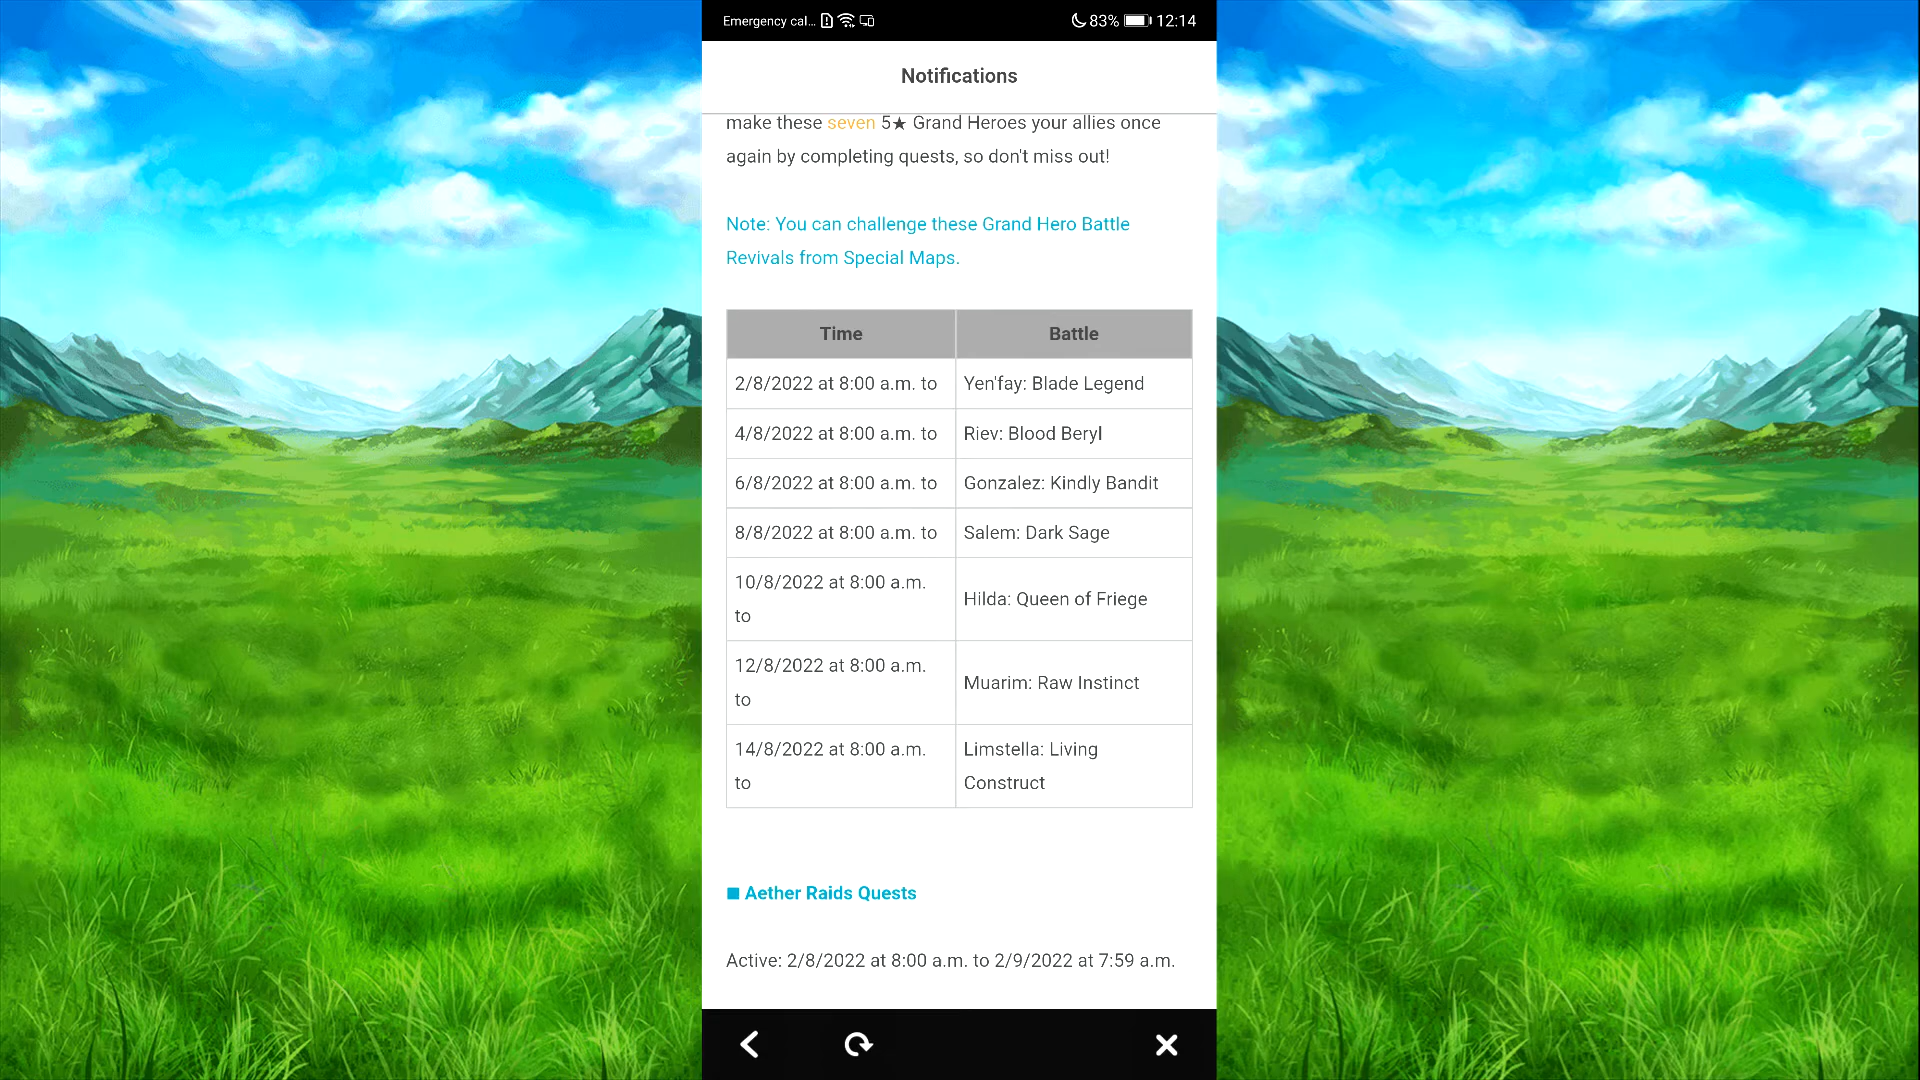 Emergency cal...
83% 12:14
Notifications
make these seven 5★ Grand Heroes your allies once
again by completing quests, so don't miss out!
Note: You can challenge these Grand Hero Battle
Revivals from Special Maps.
Time Battle
2/8/2022 at 8:00 a.m. to Yen'fay: Blade Legend
4/8/2022 at 8:00 a.m. to Riev: Blood Beryl
6/8/2022 at 8:00 a.m. to Gonzalez: Kindly Bandit
8/8/2022 at 8:00 a.m. to Salem: Dark Sage
10/8/2022 at 8:00 a.m.
to
Hilda: Queen of Friege
12/8/2022 at 8:00 a.m.
to
Muarim: Raw Instinct
14/8/2022 at 8:00 a.m.
to
Limstella: Living
Construct
■ Aether Raids Quests
Active: 2/8/2022 at 8:00 a.m. to 2/9/2022 at 7:59 a.m.